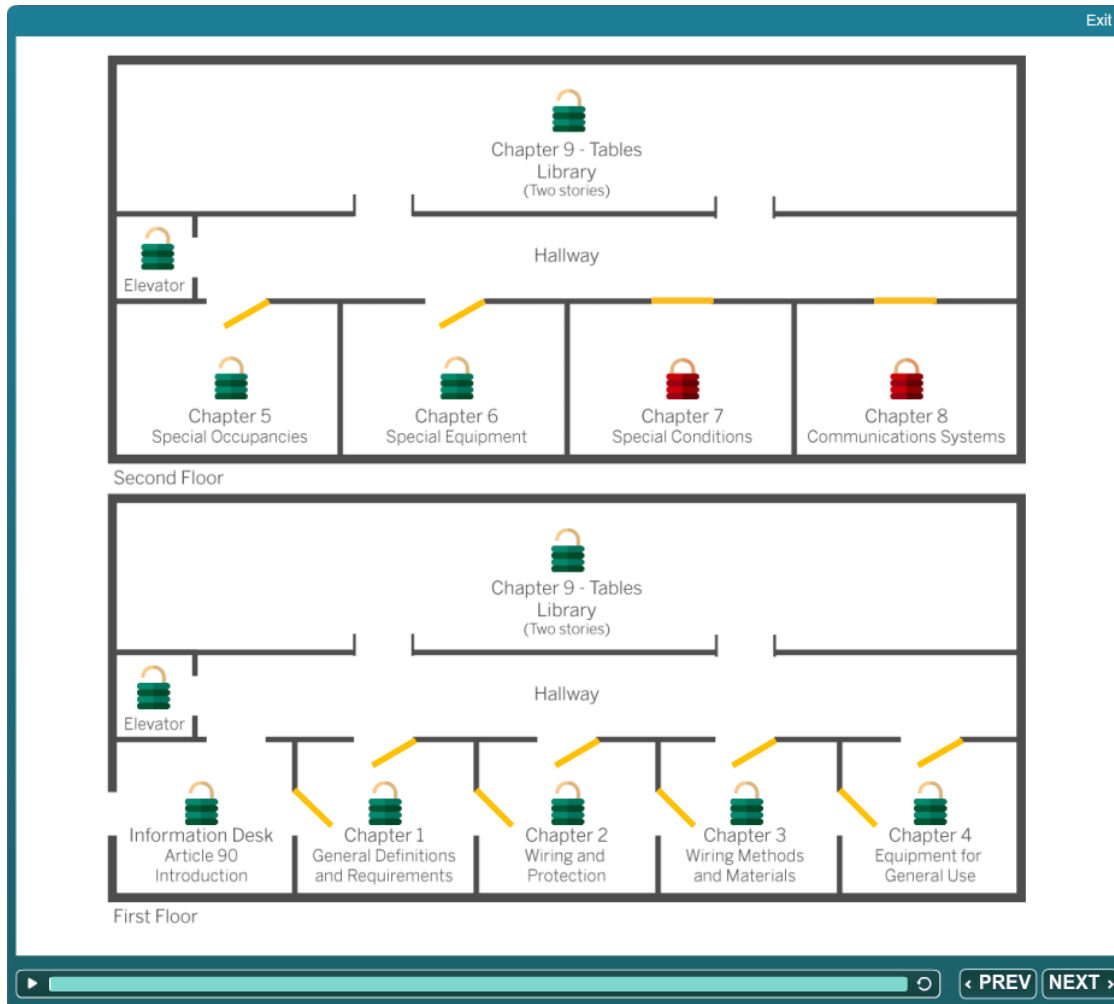 Exit
Chapter 9 - Tables
Library
(Two stories)
Hallway
Elevator
Chapter 5
Special Occupancies
Chapter 6
Special Equipment
Chapter 7
Special Conditions
Chapter 8
Communications Systems
Second Floor
Chapter 9 - Tables
Library
(Two stories)
Hallway
Elevator
Information Desk
Article 90
Introduction
Chapter 1
General Definitions
and Requirements
Chapter 2
Wiring and
Protection
Chapter 3
Wiring Methods
and Materials
Chapter 4
Equipment for
General Use
First Floor
‹ PREV
NEXT ›